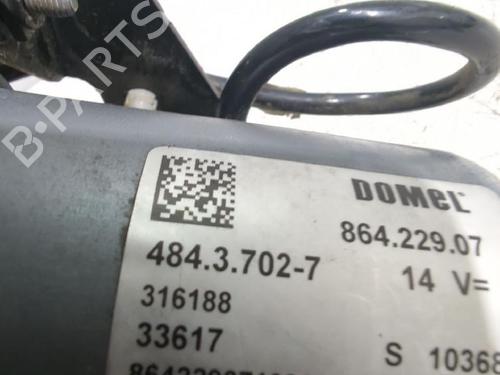 B-PARTS
DOMEL
864.229.07
484.3.702-7
14 V=
316188
33617
S 10368